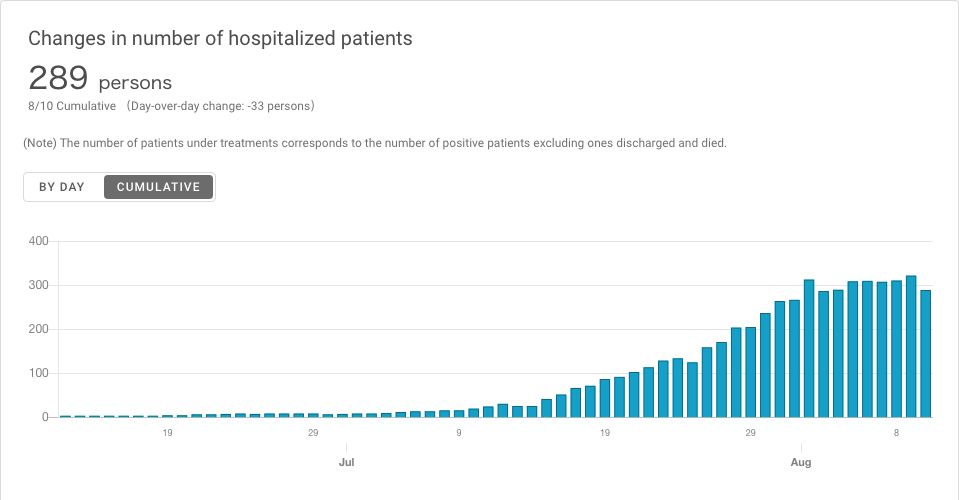 Changes in number of hospitalized patients
289 persons
8/10 Cumulative （Day-over-day change: -33 persons）
(Note) The number of patients under treatments corresponds to the number of positive patients excluding ones discharged and died.
BY DAY CUMULATIVE
400
300
200
100
0
19 29 9 19 29 8
Jul Aug